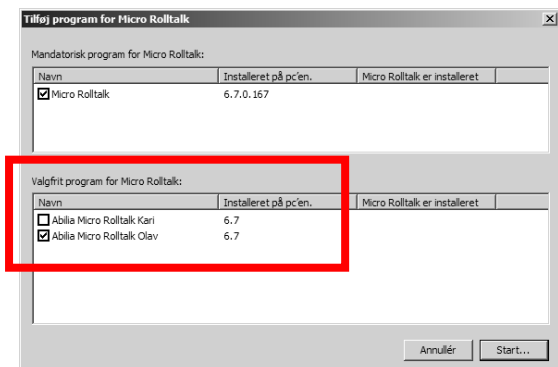 Tilføj program for Micro Rolltalk
Mandatorisk program for Micro Rolltalk:
Navn Installeret på pc'en. Micro Rolltalk er installeret
Micro Rolltalk 6.7.0.167
Valgfrit program for Micro Rolltalk:
Navn Installeret på pc'en. Micro Rolltalk er installeret
Abilia Micro Rolltalk Kari 6.7
Abilia Micro Rolltalk Olav 6.7
Annullér Start...